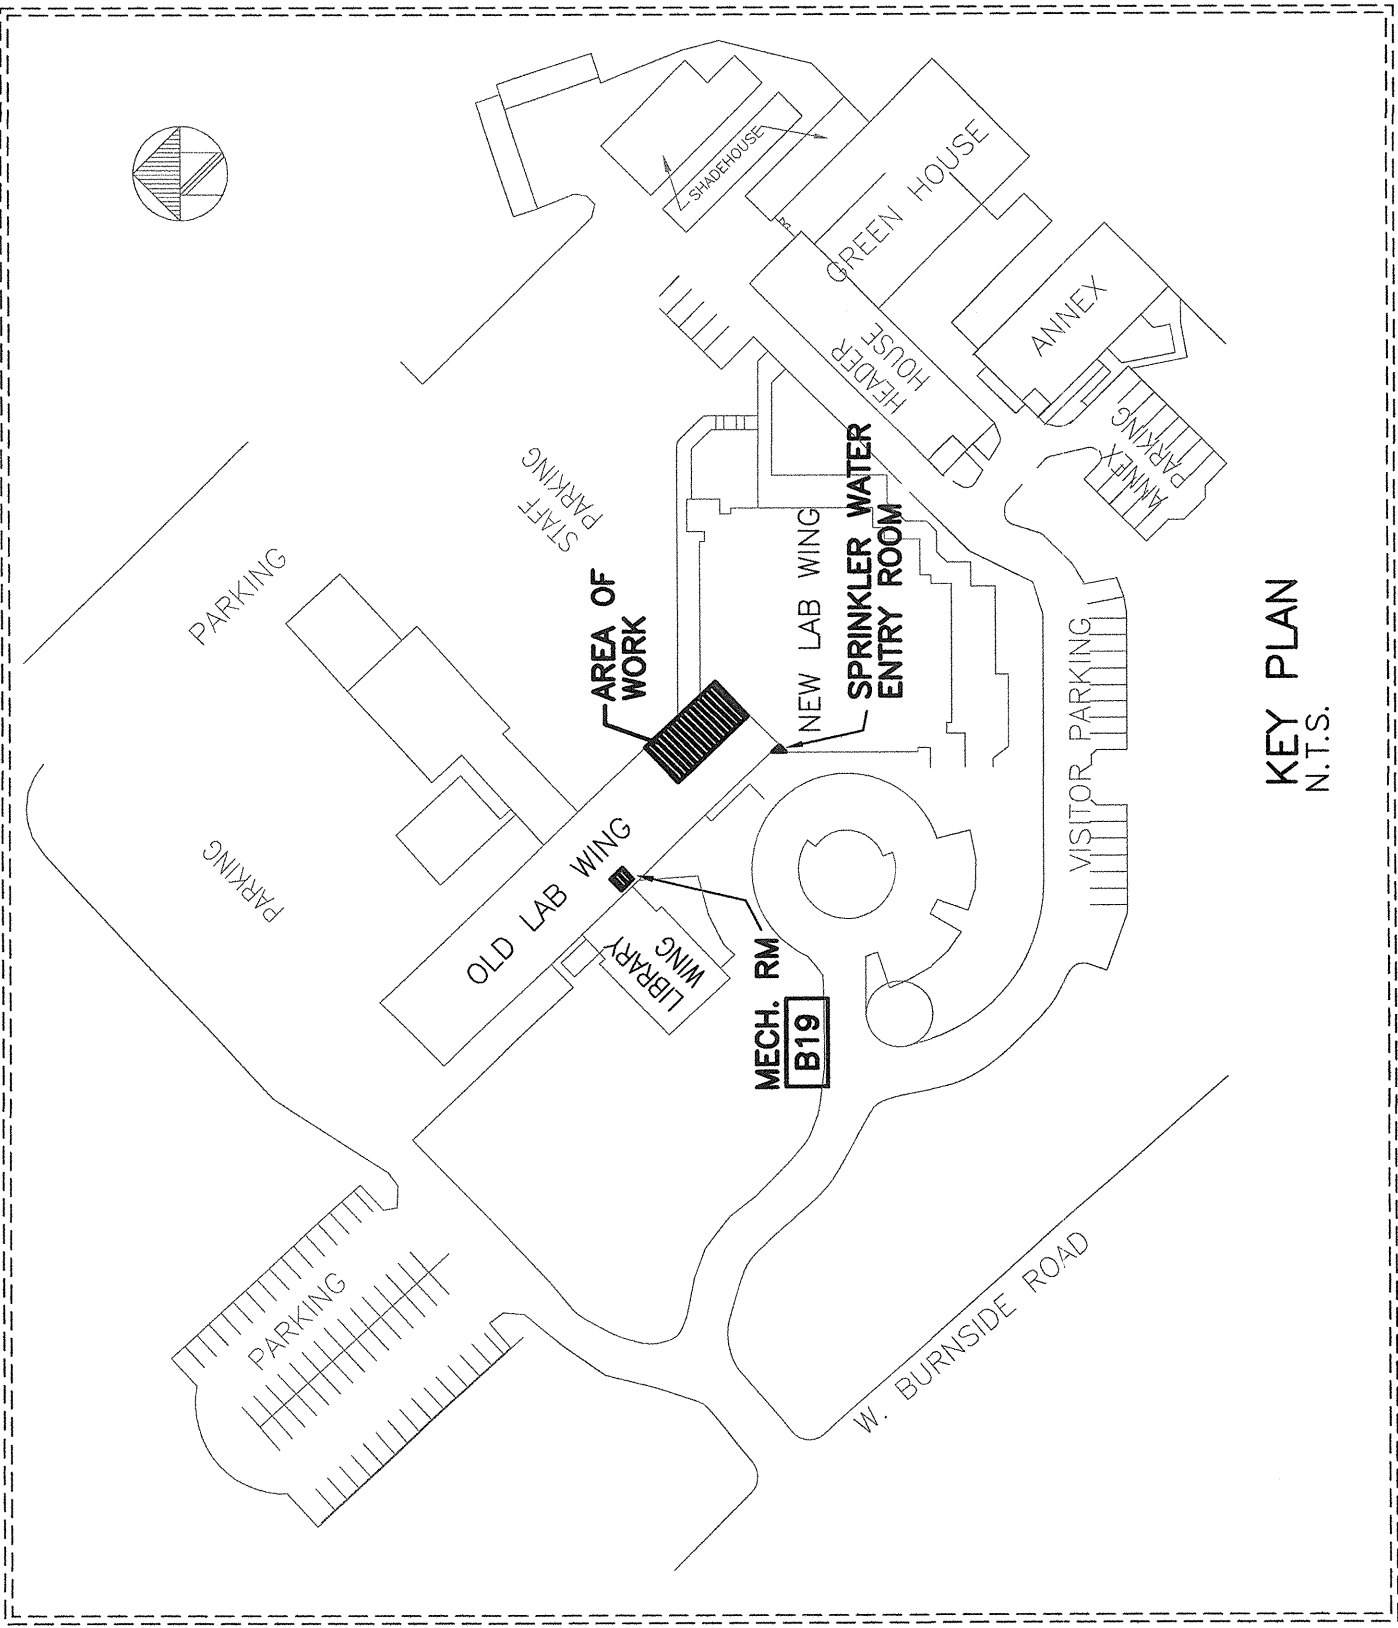 PARKING
PARKING
STAFF
PARKING
SHADEHOUSE
GREEN HOUSE
HEADER
HOUSE
ANNEX
ANNEX
PARKING
AREA OF
WORK
OLD LAB WING
NEW LAB WING
SPRINKLER WATER
ENTRY ROOM
LIBRARY
WING
MECH. RM
B19
VISITOR PARKING
PARKING
W. BURNSIDE ROAD
KEY PLAN
N.T.S.